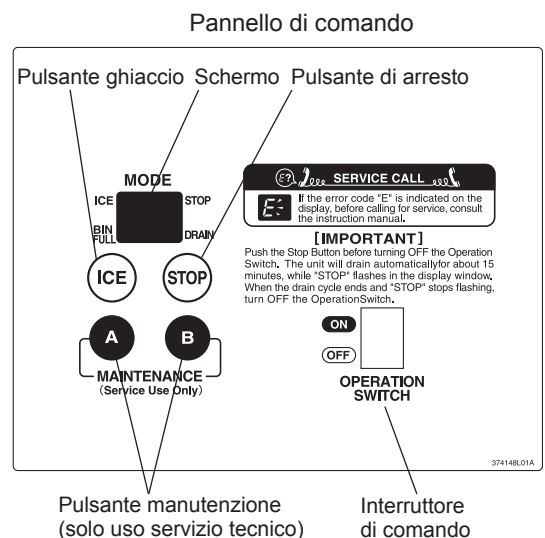 Pannello di comando
Pulsante ghiaccio Schermo Pulsante di arresto
MODE
ICE STOP
BIN FULL DRAIN
ICE STOP
A B
MAINTENANCE
(Service Use Only)
E? SERVICE CALL
E
If the error code "E" is indicated on the
display, before calling for service, consult
the instruction manual.
[IMPORTANT]
Push the Stop Button before turning OFF the Operation
Switch. The unit will drain automaticallyfor about 15
minutes, while "STOP" flashes in the display window.
When the drain cycle ends and "STOP" stops flashing,
turn OFF the OperationSwitch.
ON
OFF
OPERATION
SWITCH
374148L01A
Pulsante manutenzione
(solo uso servizio tecnico)
Interruttore
di comando